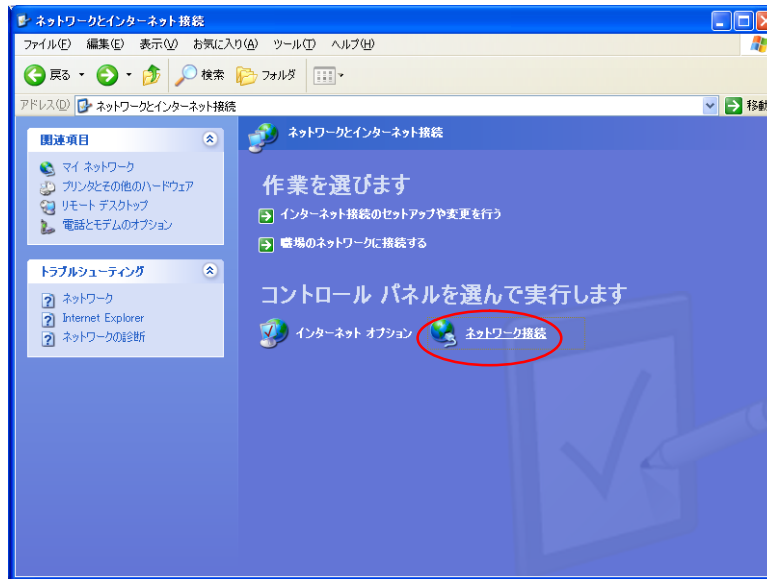 ネットワークとインターネット接続
ファイル(F) 編集(E) 表示(V) お気に入り(A) ツール(T) ヘルプ(H)
戻る 検索 フォルダ
アドレス(D) ネットワークとインターネット接続 移動
関連項目
マイ ネットワーク
プリンタとその他のハードウェア
リモート デスクトップ
電話とモデムのオプション
トラブルシューティング
ネットワーク
Internet Explorer
ネットワークの診断
ネットワークとインターネット接続
作業を選びます
インターネット接続のセットアップや変更を行う
職場のネットワークに接続する
コントロール パネルを選んで実行します
インターネット オプション ネットワーク接続